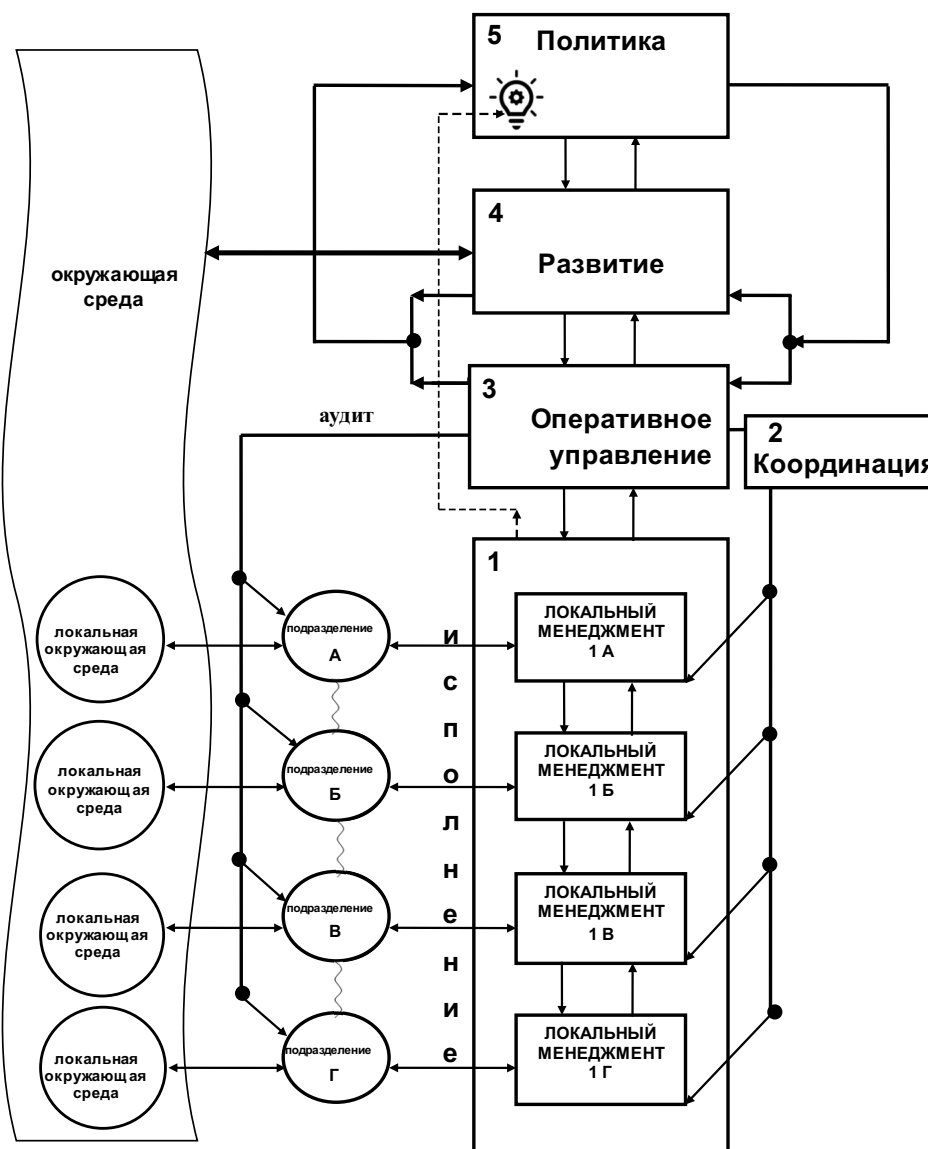 5
Политика
4
Развитие
окружающая
среда
3
Оперативное
управление
аудит
2
Координация
1
исполнение
локальная
окружающая
среда
подразделение
А
ЛОКАЛЬНЫЙ
МЕНЕДЖМЕНТ
1 А
локальная
окружающая
среда
подразделение
Б
ЛОКАЛЬНЫЙ
МЕНЕДЖМЕНТ
1 Б
локальная
окружающая
среда
подразделение
В
ЛОКАЛЬНЫЙ
МЕНЕДЖМЕНТ
1 В
локальная
окружающая
среда
подразделение
Г
ЛОКАЛЬНЫЙ
МЕНЕДЖМЕНТ
1 Г